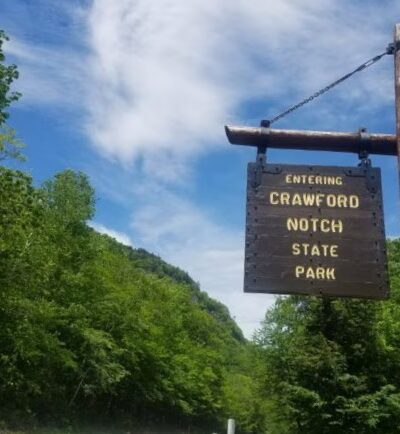 ENTERING
CRAWFORD
NOTCH
STATE
PARK